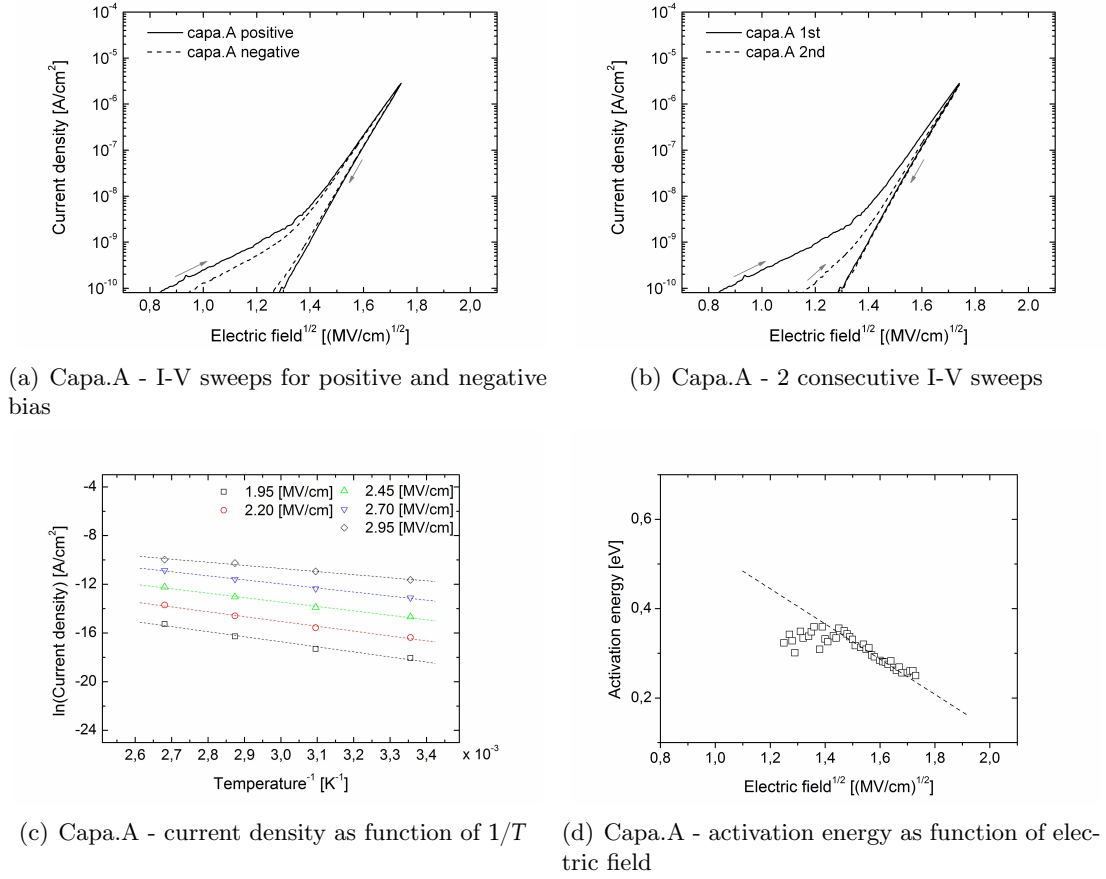 10^-4
10^-5
10^-6
10^-7
10^-8
10^-9
10^-10
Current density [A/cm^2]
capa.A positive
capa.A negative
0,8 1,0 1,2 1,4 1,6 1,8 2,0
Electric field^1/2 [(MV/cm)^1/2]
(a) Capa.A - I-V sweeps for positive and negative
bias
10^-4
10^-5
10^-6
10^-7
10^-8
10^-9
10^-10
Current density [A/cm^2]
capa.A 1st
capa.A 2nd
0.8 1.0 1.2 1.4 1.6 1.8 2.0
Electric field^1/2 [(MV/cm)^1/2]
(b) Capa.A - 2 consecutive I-V sweeps
-4
-8
-12
-16
-20
-24
ln(Current density) [A/cm^2]
1.95 [MV/cm]
2.20 [MV/cm]
2.45 [MV/cm]
2.70 [MV/cm]
2.95 [MV/cm]
2,6 2,7 2,8 2,9 3,0 3,1 3,2 3,3 3,4
x 10^-3
Temperature^-1 [K^-1]
(c) Capa.A - current density as function of 1/T
0,6
0,4
0,2
Activation energy [eV]
0,8 1,0 1,2 1,4 1,6 1,8 2,0
Electric field^1/2 [(MV/cm)^1/2]
(d) Capa.A - activation energy as function of elec-
tric field